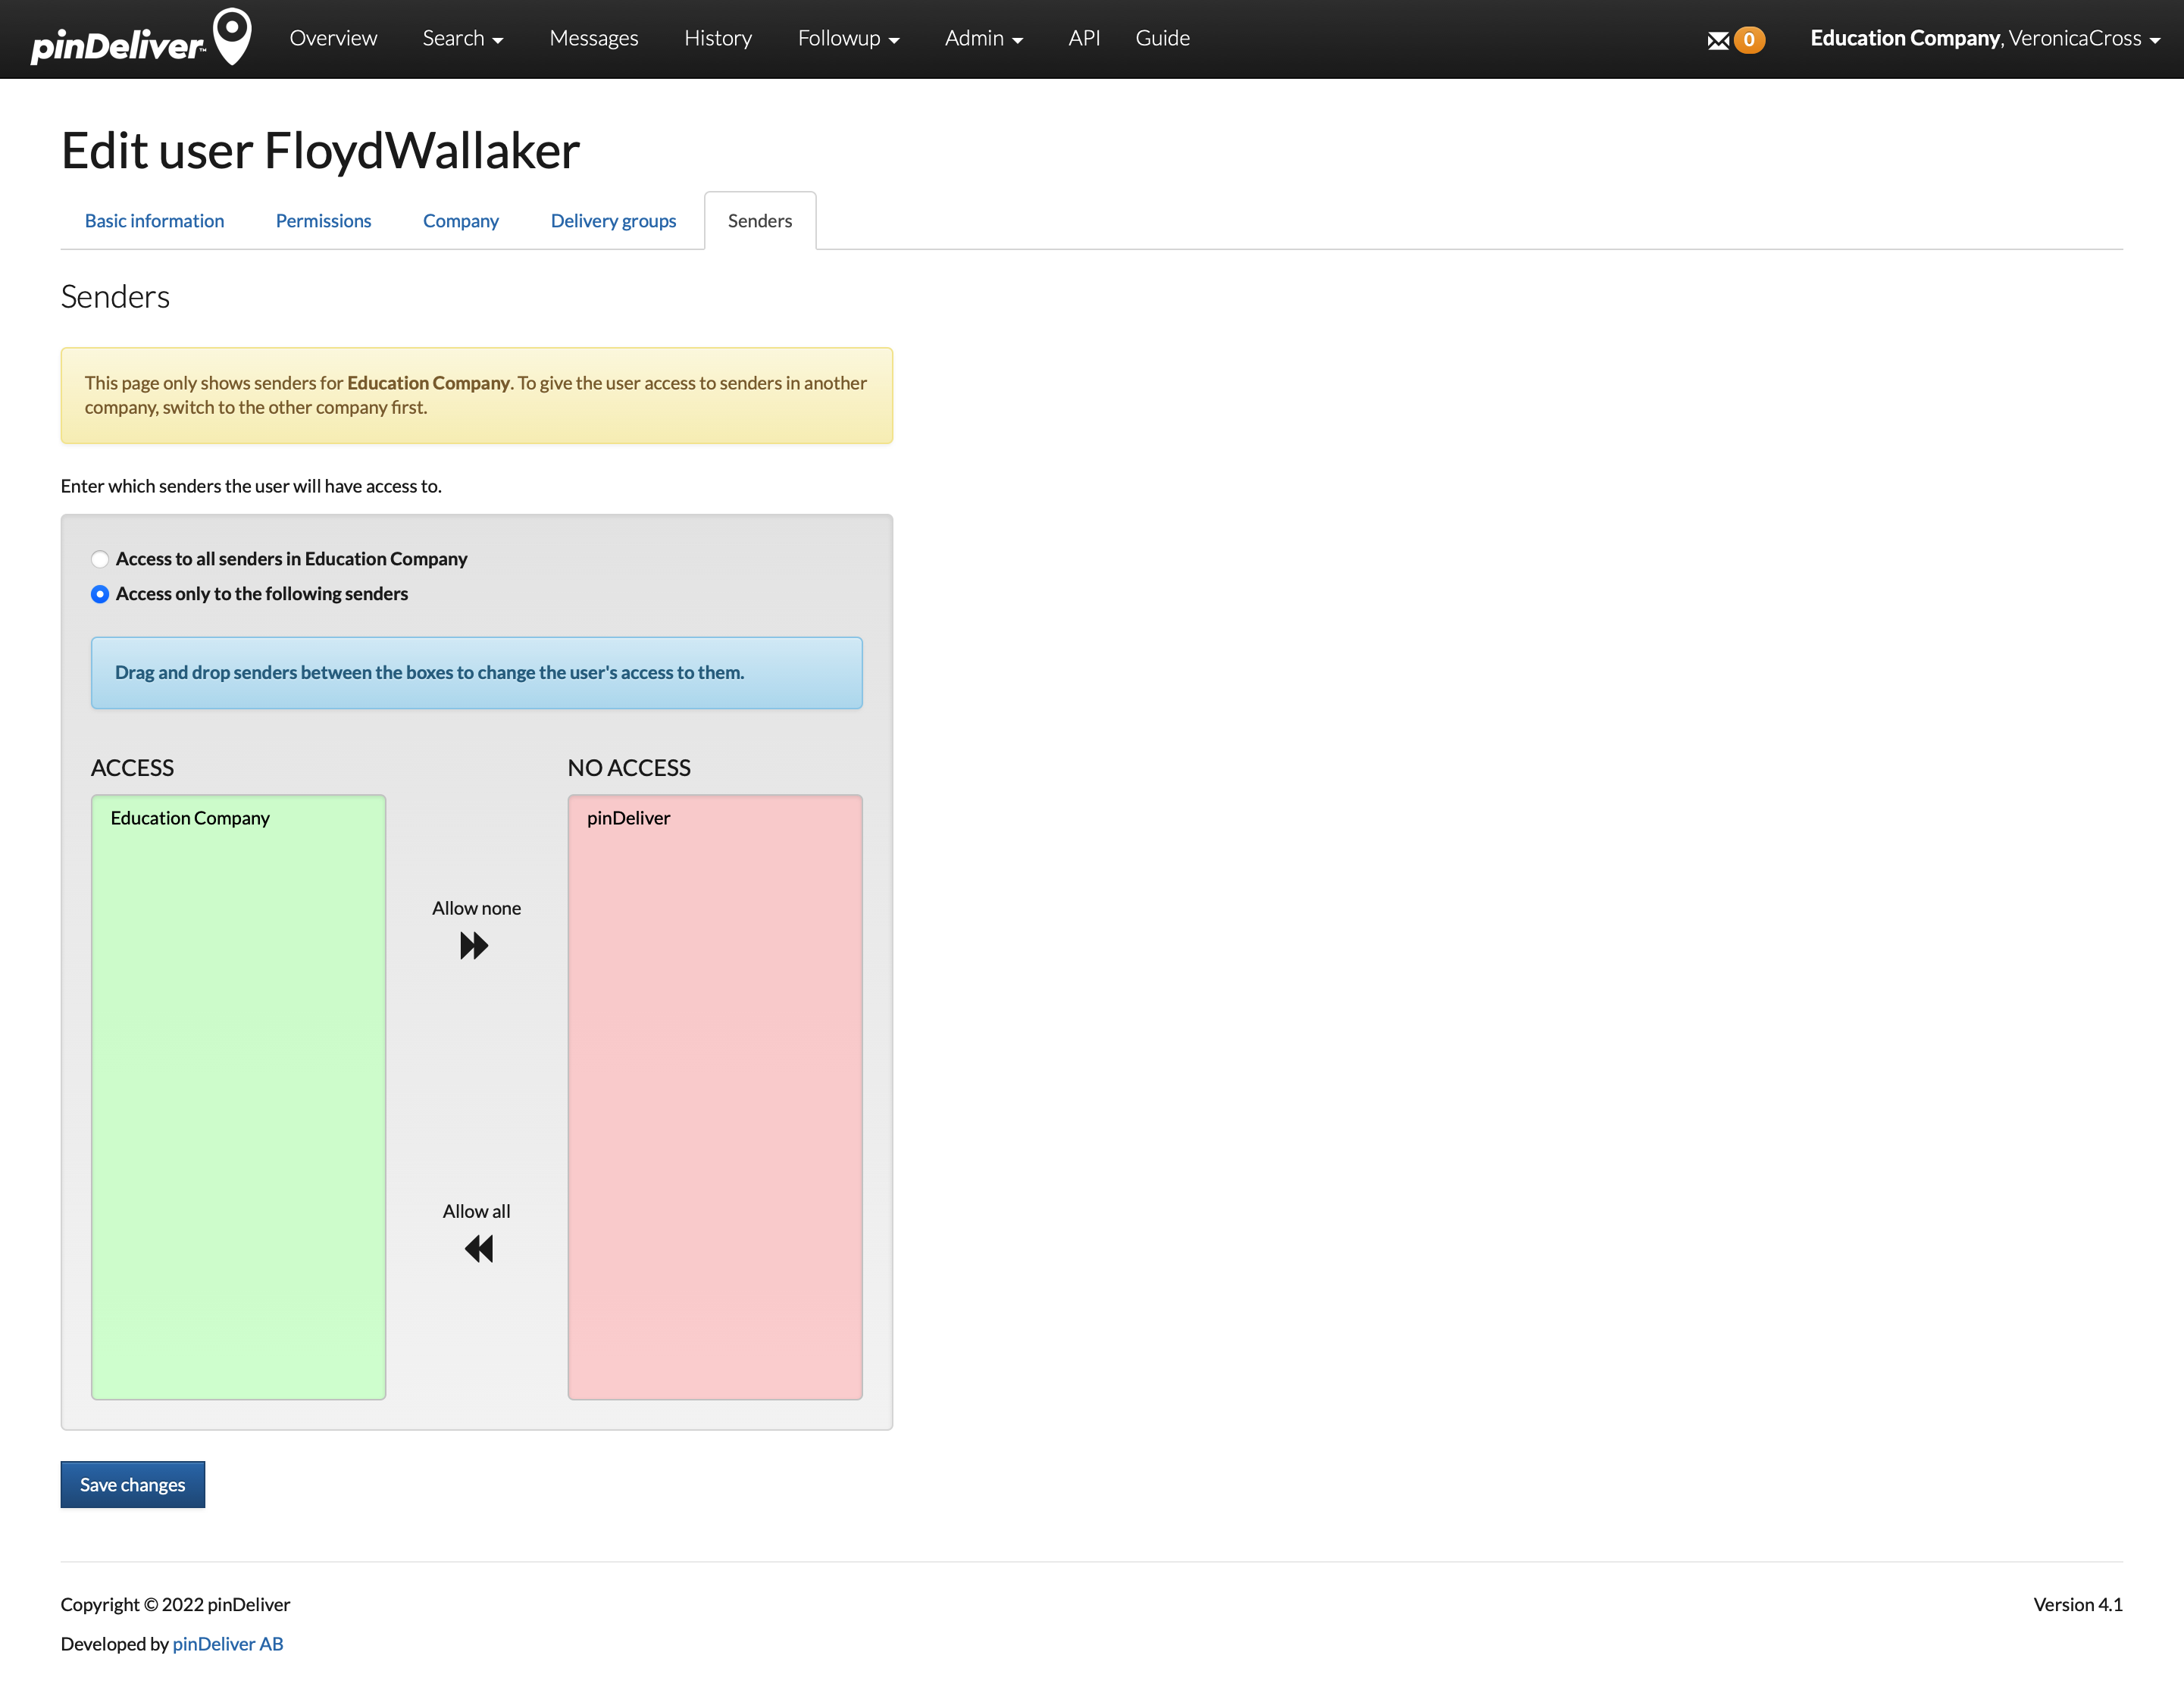 pinDeliver™ Overview Search Messages History Followup Admin API Guide 0 Education Company, VeronicaCross
Edit user FloydWallaker
Basic information Permissions Company Delivery groups Senders
Senders
This page only shows senders for Education Company. To give the user access to senders in another
company, switch to the other company first.
Enter which senders the user will have access to.
Access to all senders in Education Company
Access only to the following senders
Drag and drop senders between the boxes to change the user's access to them.
ACCESS NO ACCESS
Education Company pinDeliver
Allow none
Allow all
Save changes
Copyright © 2022 pinDeliver Version 4.1
Developed by pinDeliver AB